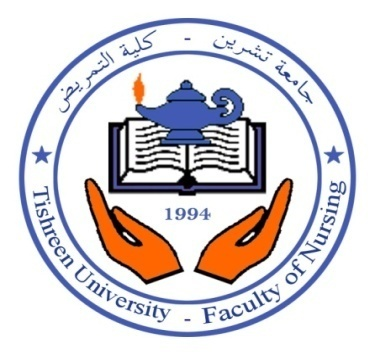 جامعة تشرين - كلية التمريض
1994
Tishreen University - Faculty of Nursing